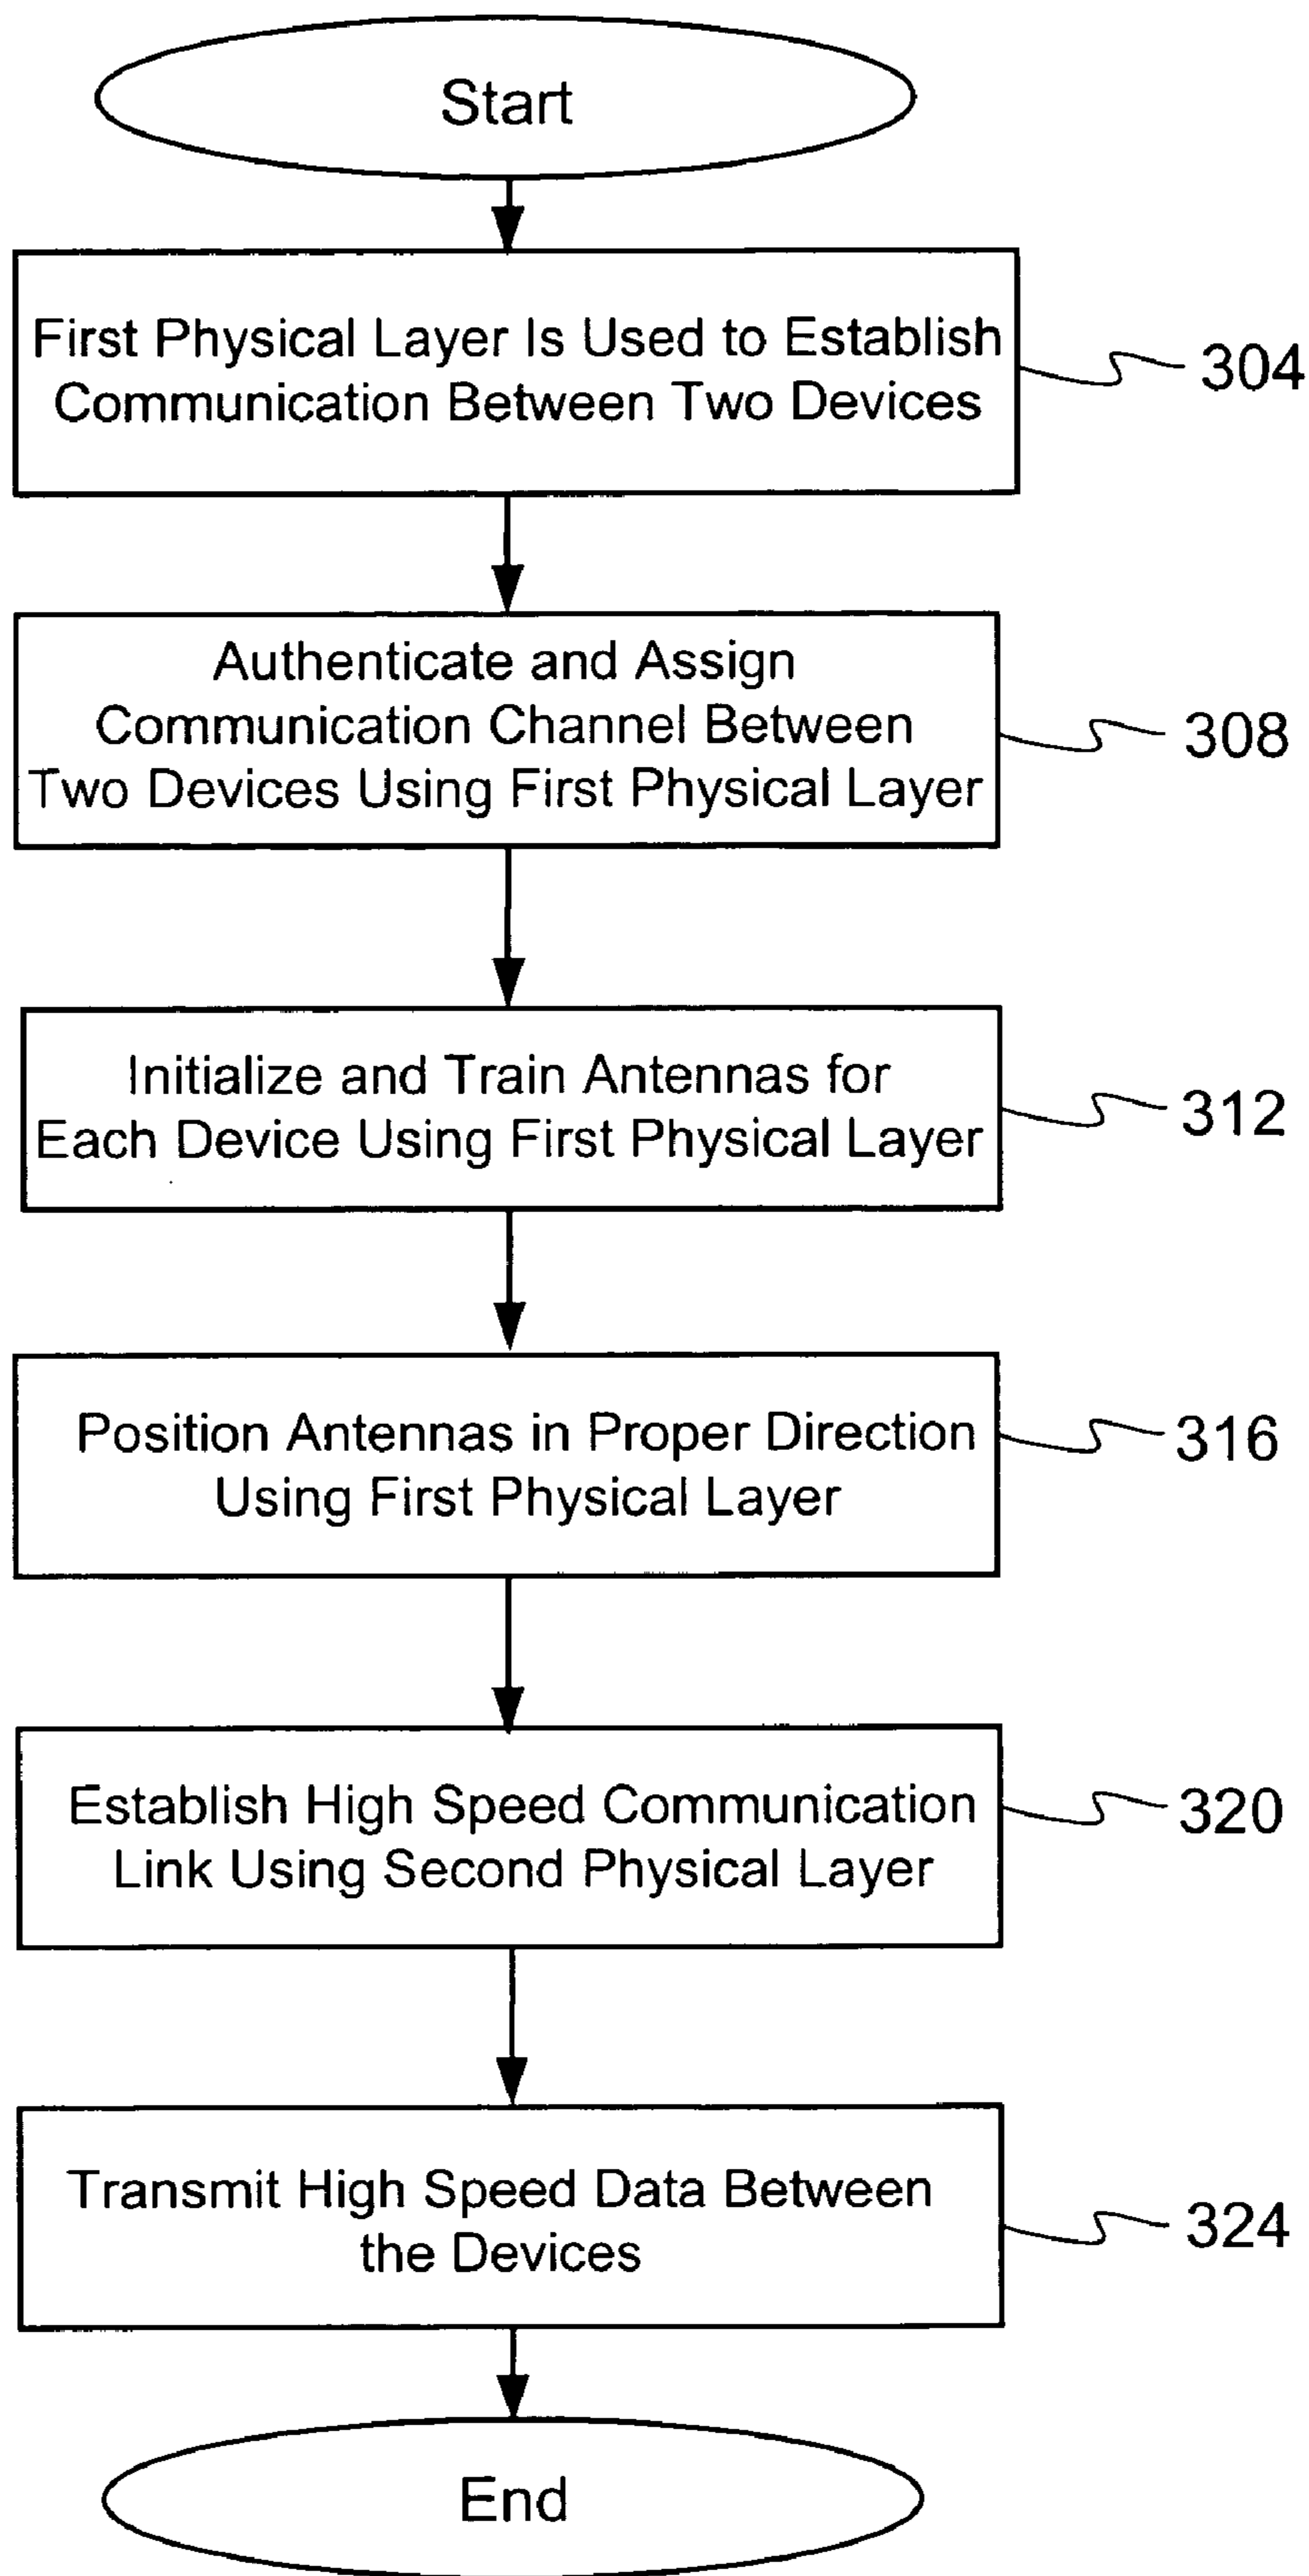 Start
First Physical Layer Is Used to Establish
Communication Between Two Devices
304
Authenticate and Assign
Communication Channel Between
Two Devices Using First Physical Layer
308
Initialize and Train Antennas for
Each Device Using First Physical Layer
312
Position Antennas in Proper Direction
Using First Physical Layer
316
Establish High Speed Communication
Link Using Second Physical Layer
320
Transmit High Speed Data Between
the Devices
324
End